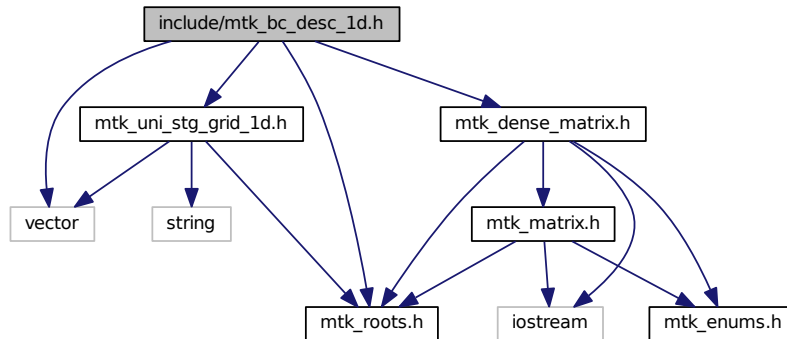 include/mtk_bc_desc_1d.h
mtk_uni_stg_grid_1d.h
mtk_dense_matrix.h
vector
string
mtk_matrix.h
mtk_roots.h
iostream
mtk_enums.h